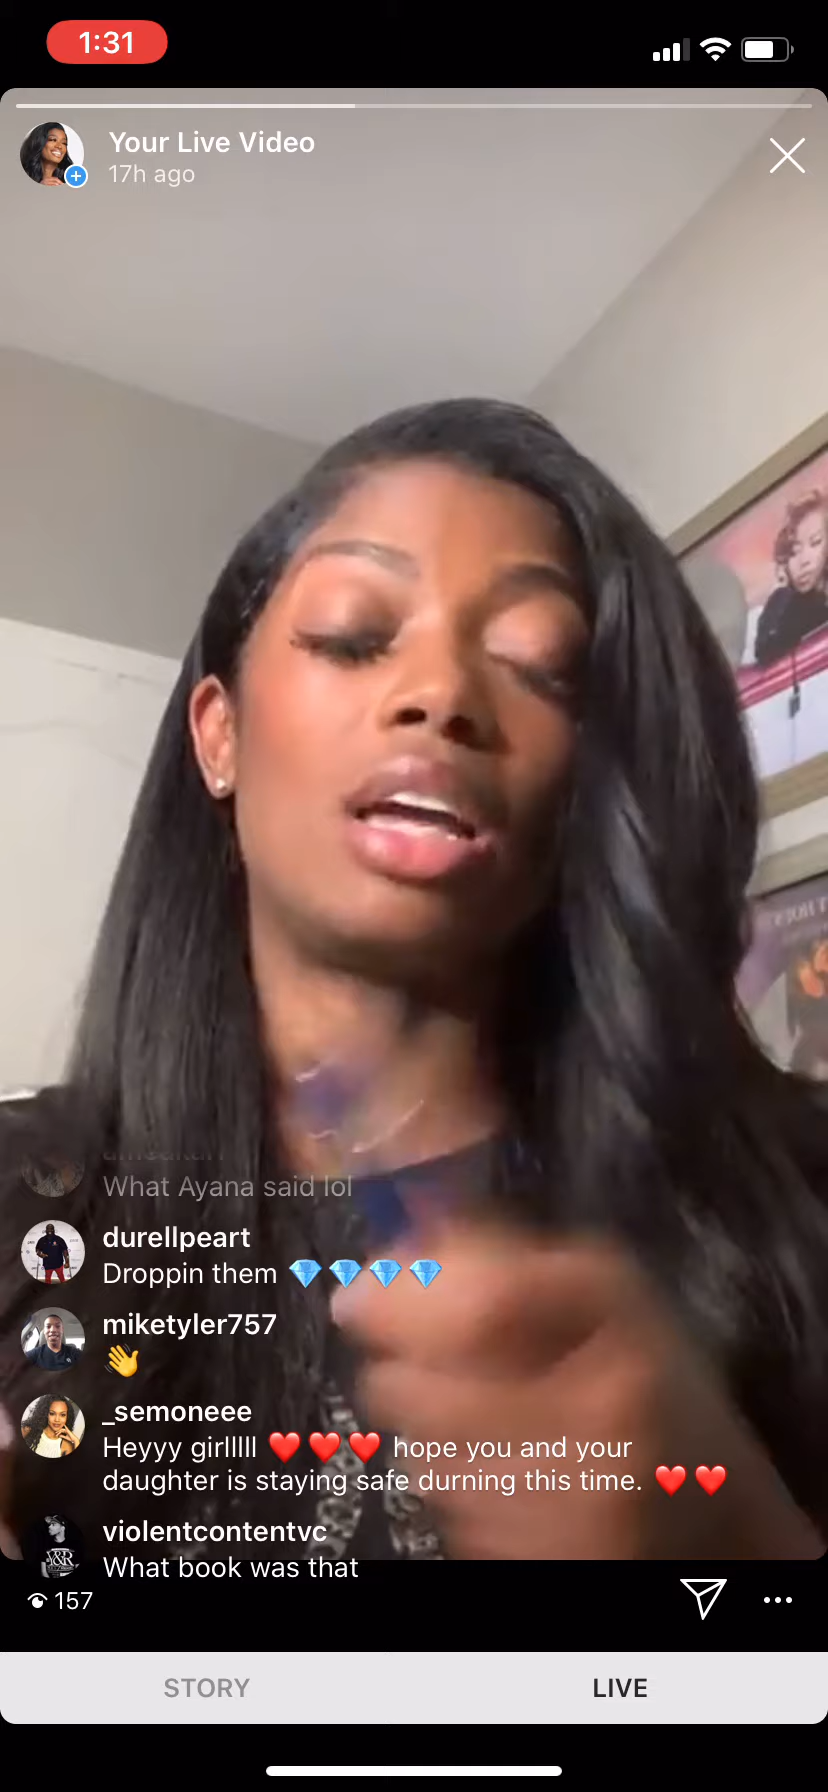 1:31
Your Live Video
17h ago
What Ayana said lol
durellpeart
Droppin them 💎💎💎💎
miketyler757
👋
_semoneee
Heyyy girlllll ❤️❤️❤️ hope you and your
daughter is staying safe durning this time. ❤️❤️
violentcontentvc
What book was that
157
STORY
LIVE